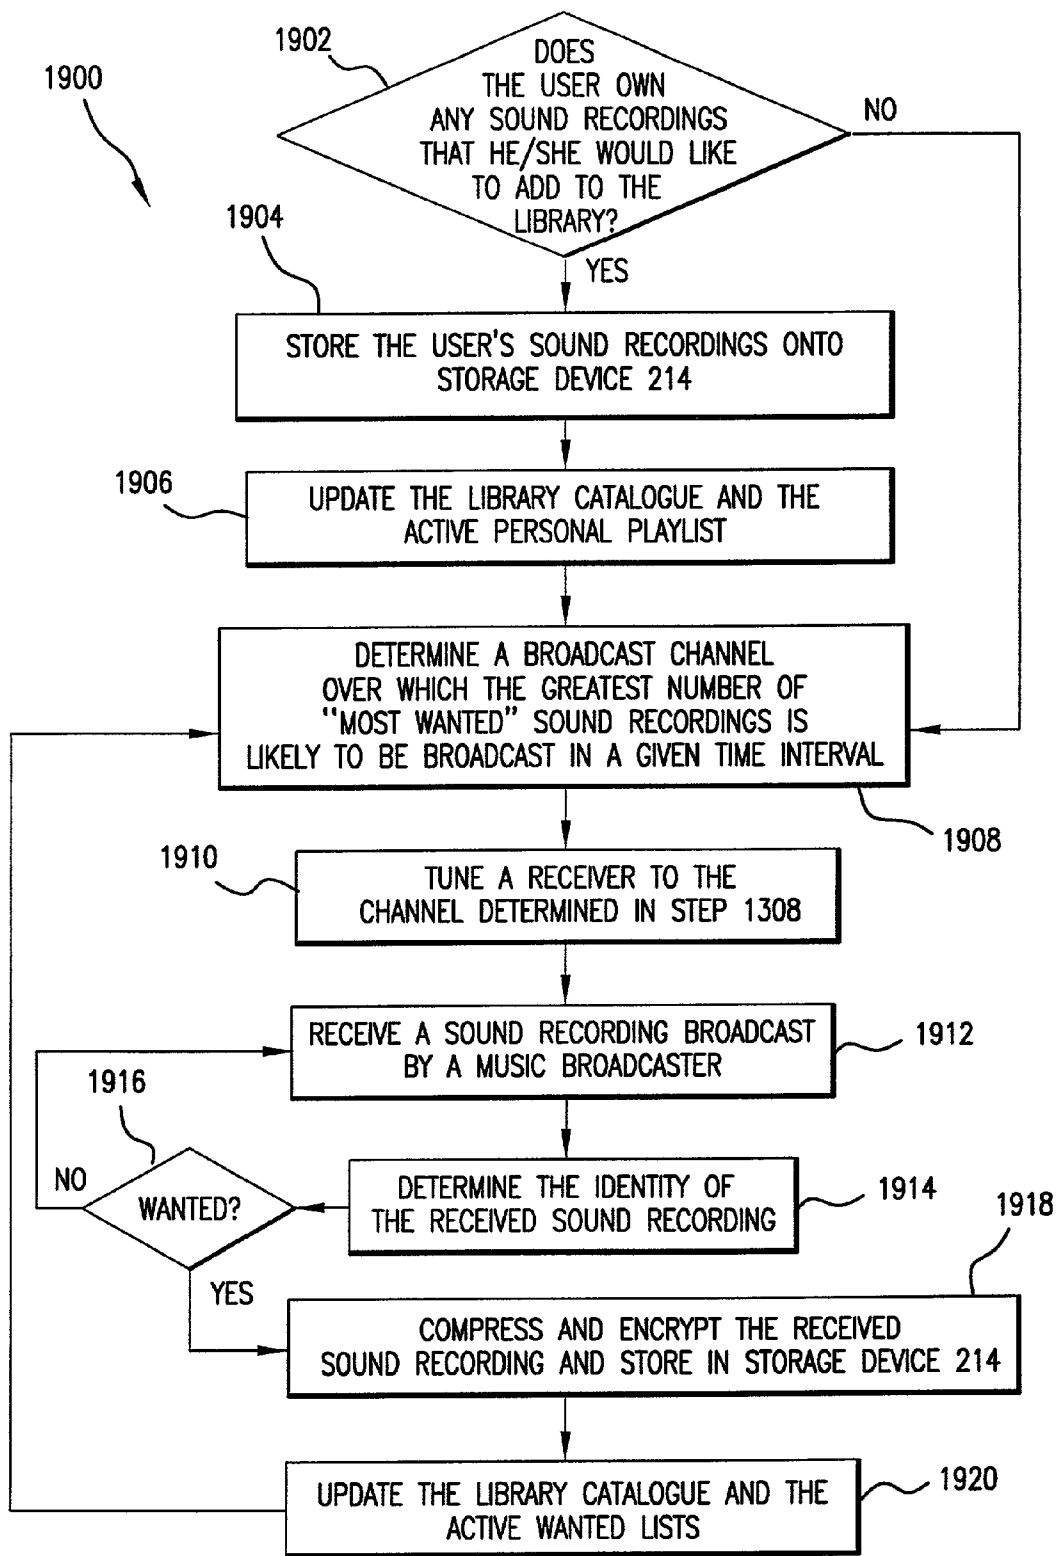 1900
1902
DOES
THE USER OWN
ANY SOUND RECORDINGS
THAT HE/SHE WOULD LIKE
TO ADD TO THE
LIBRARY?
NO
YES
1904
STORE THE USER'S SOUND RECORDINGS ONTO
STORAGE DEVICE 214
1906
UPDATE THE LIBRARY CATALOGUE AND THE
ACTIVE PERSONAL PLAYLIST
DETERMINE A BROADCAST CHANNEL
OVER WHICH THE GREATEST NUMBER OF
"MOST WANTED" SOUND RECORDINGS IS
LIKELY TO BE BROADCAST IN A GIVEN TIME INTERVAL
1908
1910
TUNE A RECEIVER TO THE
CHANNEL DETERMINED IN STEP 1308
RECEIVE A SOUND RECORDING BROADCAST
BY A MUSIC BROADCASTER
1912
DETERMINE THE IDENTITY OF
THE RECEIVED SOUND RECORDING
1914
1916
WANTED?
NO
YES
1918
COMPRESS AND ENCRYPT THE RECEIVED
SOUND RECORDING AND STORE IN STORAGE DEVICE 214
UPDATE THE LIBRARY CATALOGUE AND THE
ACTIVE WANTED LISTS
1920